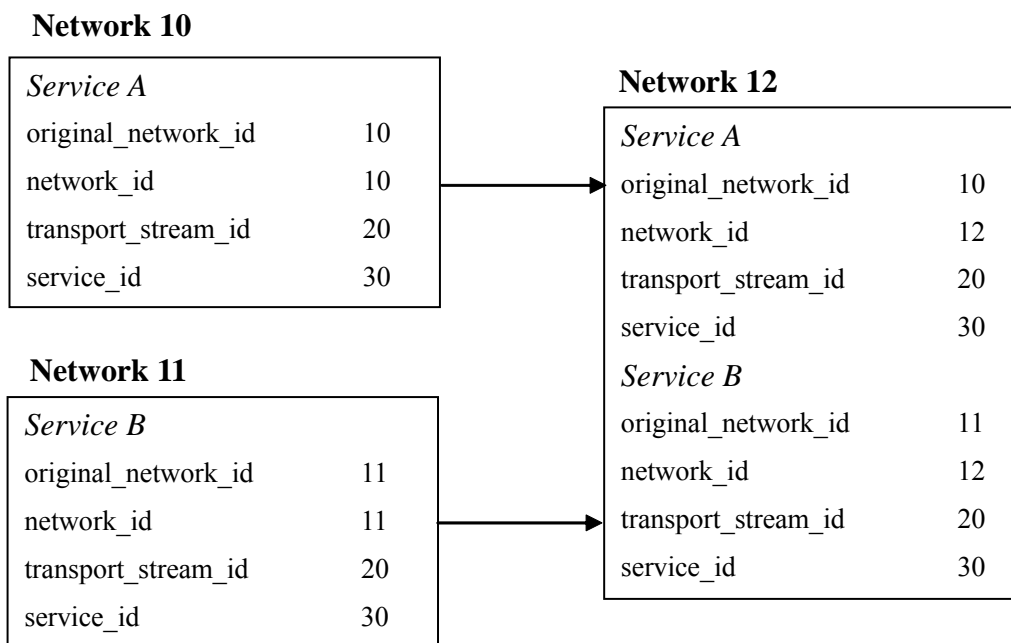 Network 10
Service A
original_network_id 10
network_id 10
transport_stream_id 20
service_id 30
Network 11
Service B
original_network_id 11
network_id 11
transport_stream_id 20
service_id 30
Network 12
Service A
original_network_id 10
network_id 12
transport_stream_id 20
service_id 30
Service B
original_network_id 11
network_id 12
transport_stream_id 20
service_id 30